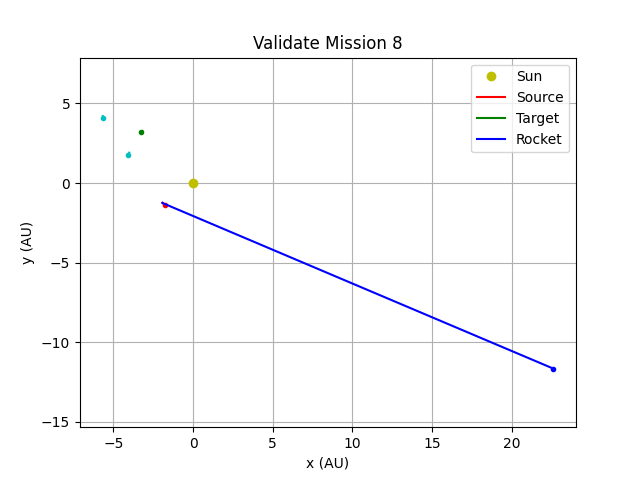 Validate Mission 8
Sun
Source
Target
Rocket
y (AU)
5
0
−5
−10
−15
−5
0
5
10
15
20
x (AU)